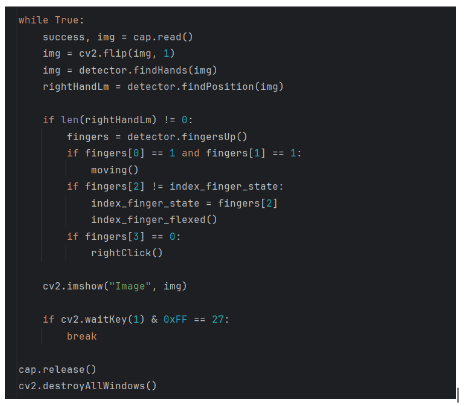 while True:
    success, img = cap.read()
    img = cv2.flip(img, 1)
    img = detector.findHands(img)
    rightHandLm = detector.findPosition(img)

    if len(rightHandLm) != 0:
        fingers = detector.fingersUp()
        if fingers[0] == 1 and fingers[1] == 1:
            moving()
        if fingers[2] != index_finger_state:
            index_finger_state = fingers[2]
            index_finger_flexed()
        if fingers[3] == 0:
            rightClick()

    cv2.imshow("Image", img)

    if cv2.waitKey(1) & 0xFF == 27:
        break

cap.release()
cv2.destroyAllWindows()